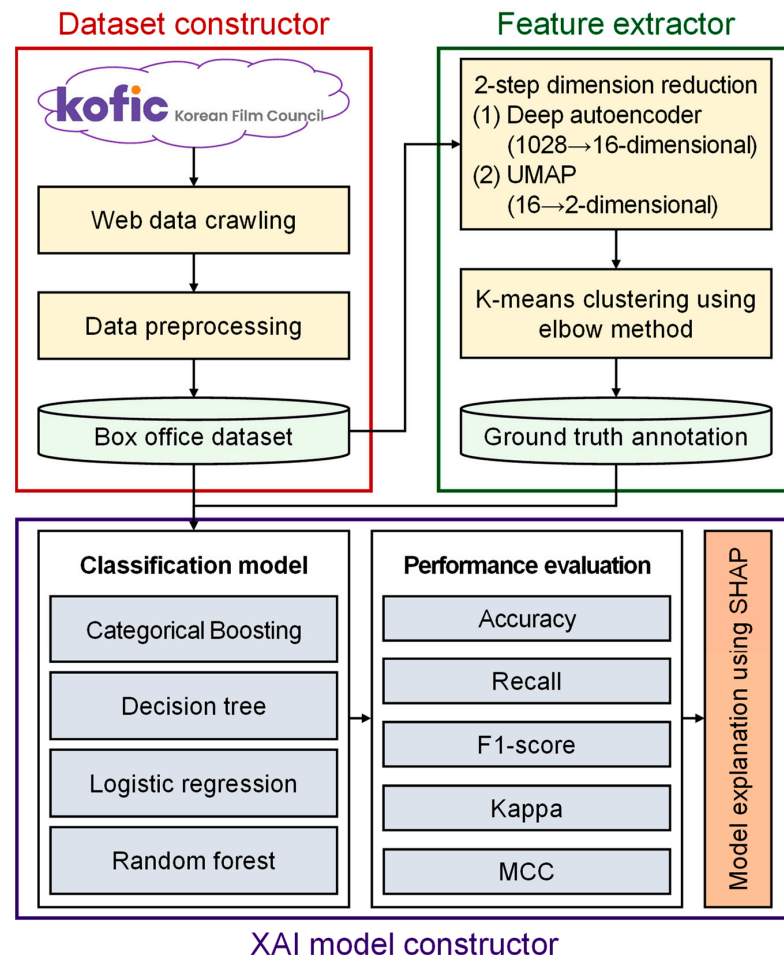 Dataset constructor
kofic Korean Film Council
Web data crawling
Data preprocessing
Box office dataset
Feature extractor
2-step dimension reduction
(1) Deep autoencoder
(1028→16-dimensional)
(2) UMAP
(16→2-dimensional)
K-means clustering using
elbow method
Ground truth annotation
Classification model
Categorical Boosting
Decision tree
Logistic regression
Random forest
Performance evaluation
Accuracy
Recall
F1-score
Kappa
MCC
Model explanation using SHAP
XAI model constructor